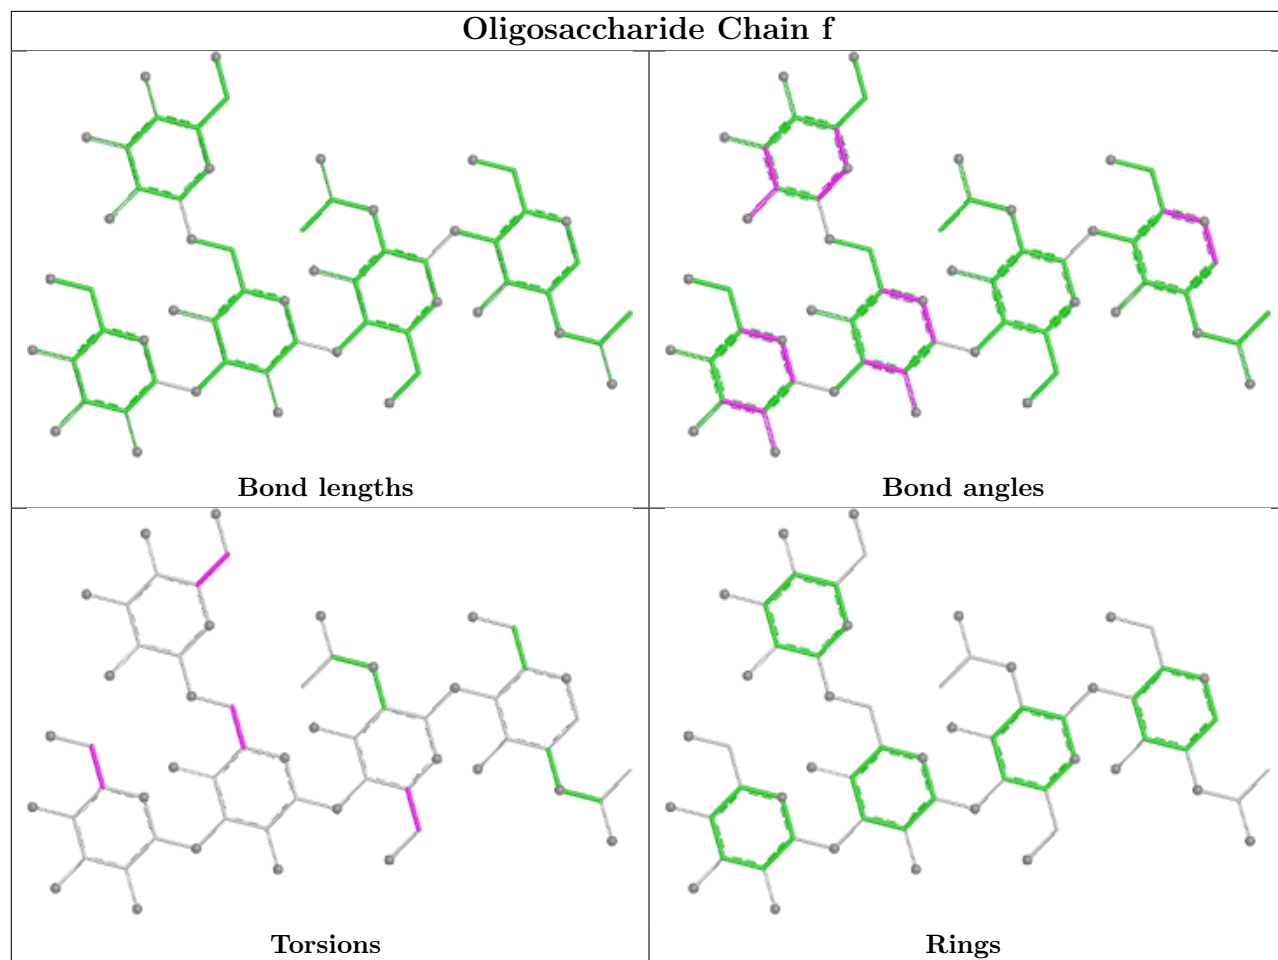 Oligosaccharide Chain f
Bond lengths
Bond angles
Torsions
Rings